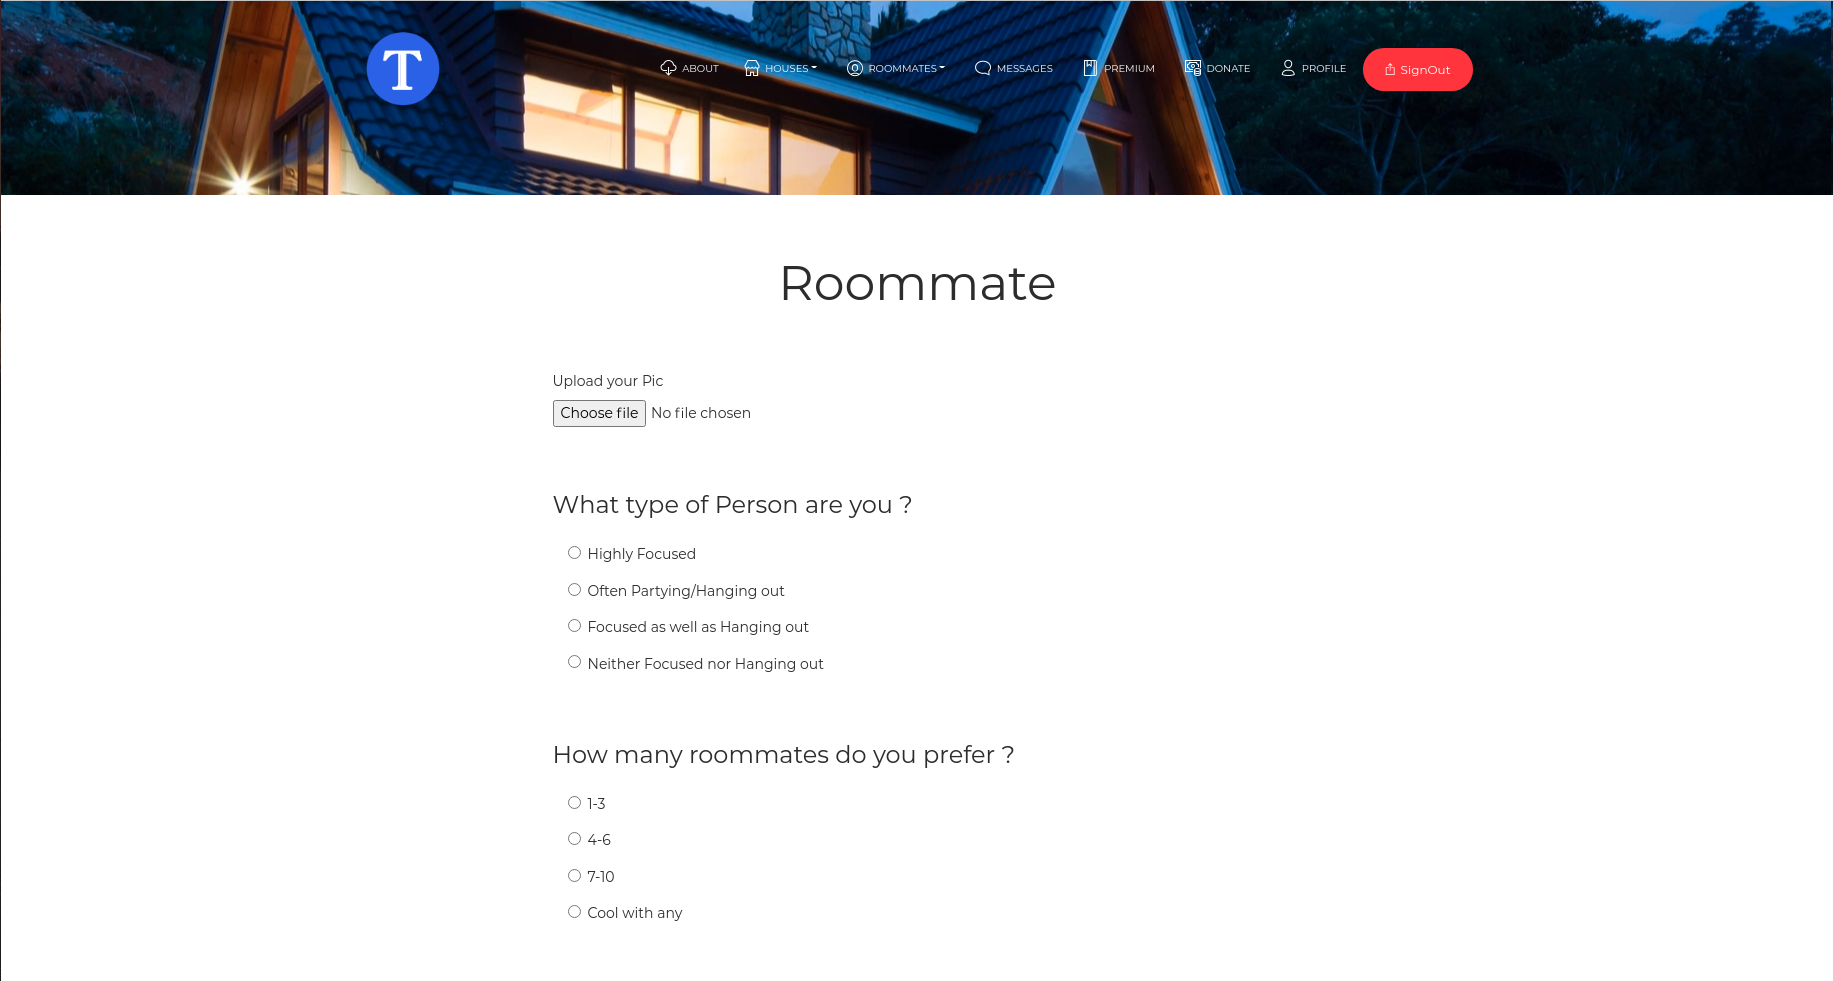 T ABOUT HOUSES ROOMMATES MESSAGES PREMIUM DONATE PROFILE SignOut
Roommate
Upload your Pic
Choose file No file chosen
What type of Person are you ?
Highly Focused
Often Partying/Hanging out
Focused as well as Hanging out
Neither Focused nor Hanging out
How many roommates do you prefer ?
1-3
4-6
7-10
Cool with any